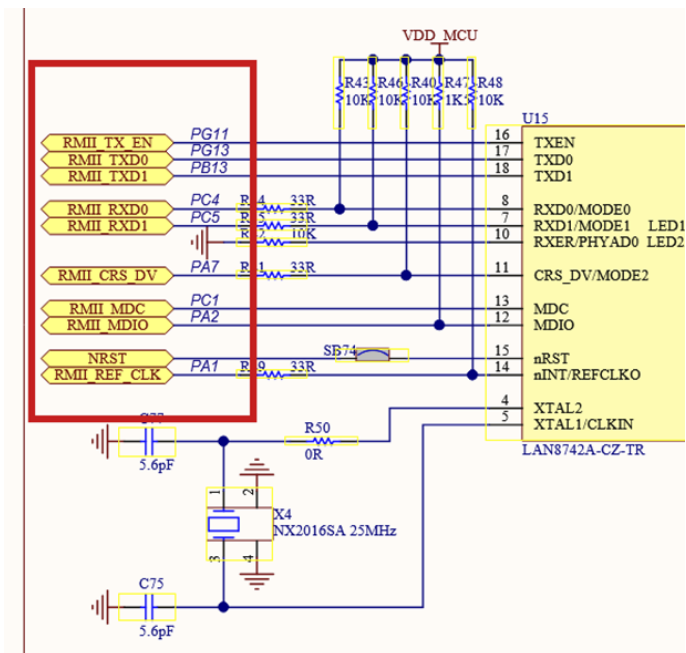 VDD_MCU
R43 R46 R40 R47 R48
10K 10K 10K 1K5 10K
U15
RMII_TX_EN PG11 16 TXEN
RMII_TXD0 PG13 17 TXD0
RMII_TXD1 PB13 18 TXD1
RMII_RXD0 PC4 33R 8 RXD0/MODE0
RMII_RXD1 PC5 33R 7 RXD1/MODE1 LED1
10K 10 RXER/PHYAD0 LED2
RMII_CRS_DV PA7 33R 11 CRS_DV/MODE2
RMII_MDC PC1 13 MDC
RMII_MDIO PA2 12 MDIO
NRST SB74 15 nRST
RMII_REF_CLK PA1 33R 14 nINT/REFCLKO
4 XTAL2
5 XTAL1/CLKIN
LAN8742A-CZ-TR
C77 R50
5.6pF 0R
1 2
X4
NX2016SA 25MHz
3 4
C75
5.6pF